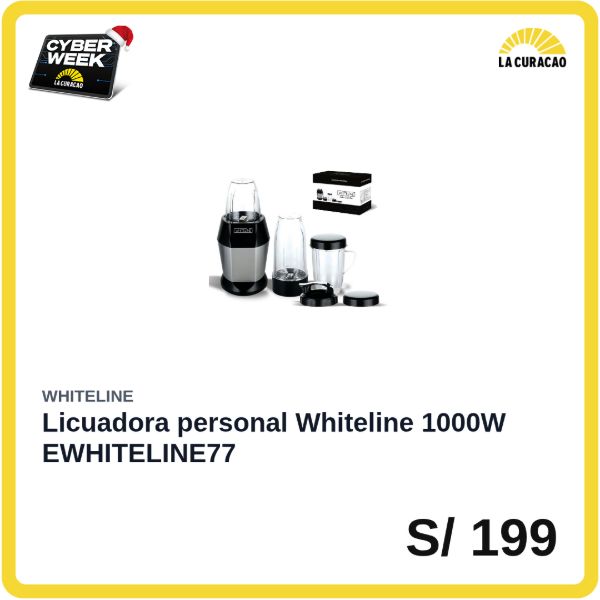 CYBER
WEEK
LA CURACAO
LA CURACAO
WHITELINE
Licuadora personal Whiteline 1000W
EWHITELINE77
S/ 199